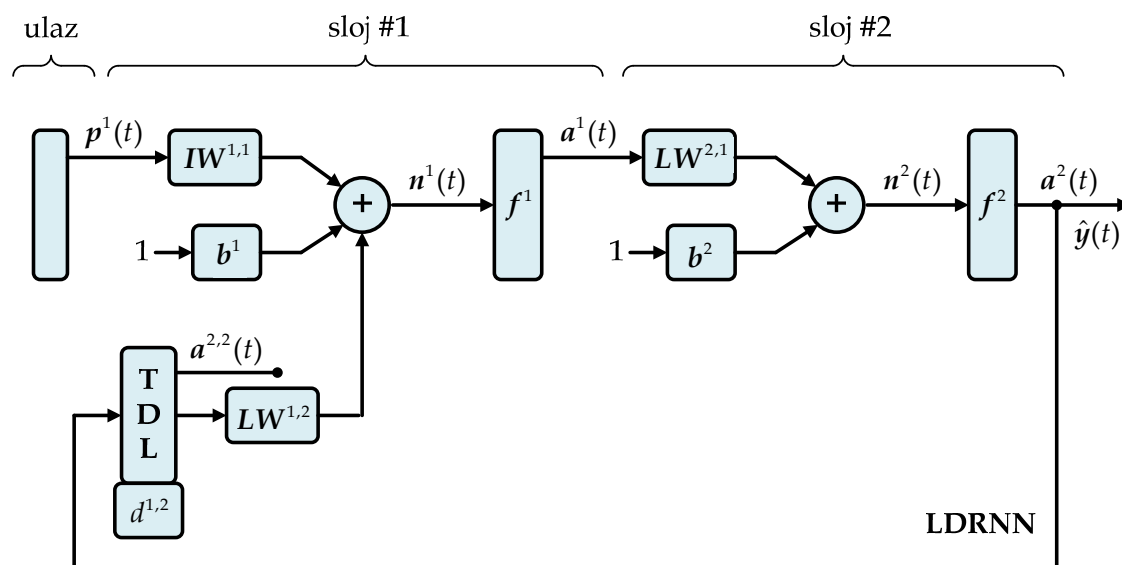 ulaz sloj #1 sloj #2
p¹(t) IW¹,¹ n¹(t) f¹ a¹(t) LW²,¹ n²(t) f² a²(t)
+ +
1 b¹ 1 b² ŷ(t)
a²,²(t)
T
D
L
LW¹,²
d¹,²
LDRNN